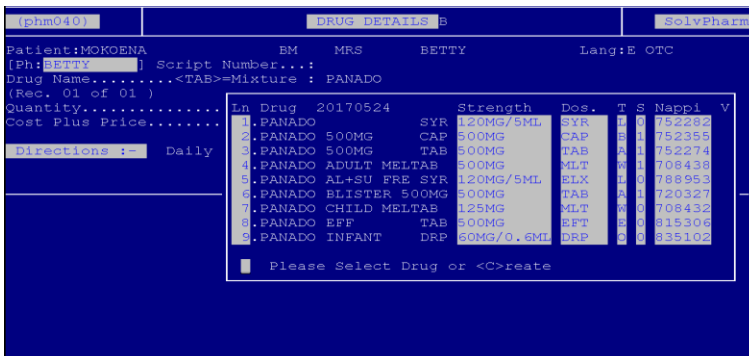 (phm040) DRUG DETAILS B SolvPharm
Patient:MOKOENA BM MRS BETTY Lang:E OTC
[Ph:BETTY ] Script Number...:
Drug Name.........<TAB>=Mixture : PANADO
(Rec. 01 of 01 )
Quantity...............
Cost Plus Price........
Directions :- Daily
Ln Drug 20170524 Strength Dos. T S Nappi V
1.PANADO SYR 120MG/5ML SYR L 0 752282
2.PANADO 500MG CAP 500MG CAP B 1 752355
3.PANADO 500MG TAB 500MG TAB A 1 752274
4.PANADO ADULT MELTAB 500MG MLT W 1 708438
5.PANADO AL+SU FRE SYR 120MG/5ML ELX L 0 788953
6.PANADO BLISTER 500MG 500MG TAB A 1 720327
7.PANADO CHILD MELTAB 125MG MLT W 0 708432
8.PANADO EFF TAB 500MG EFT E 0 815306
9.PANADO INFANT DRP 60MG/0.6ML DRP O 0 835102
Please Select Drug or <C>reate